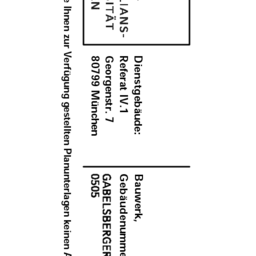 IANS-
ITÄT
N
Dienstgebäude:
Referat IV.1
Georgenstr. 7
80799 München
Bauwerk,
Gebäudenumme
GABELSBERGER
0505
e Ihnen zur Verfügung gestellten Planunterlagen keinen A